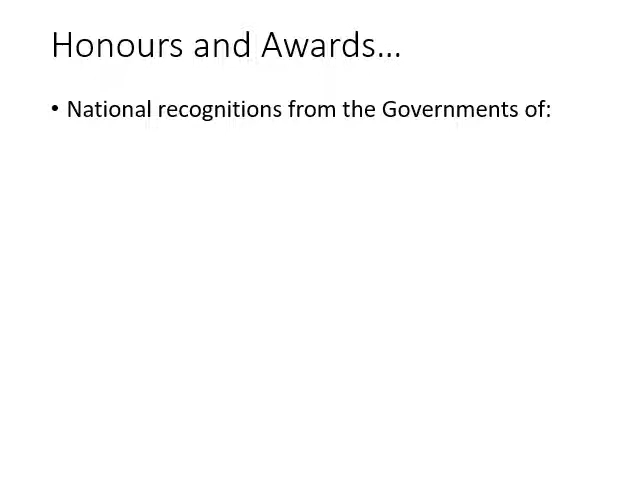 Honours and Awards...
• National recognitions from the Governments of: